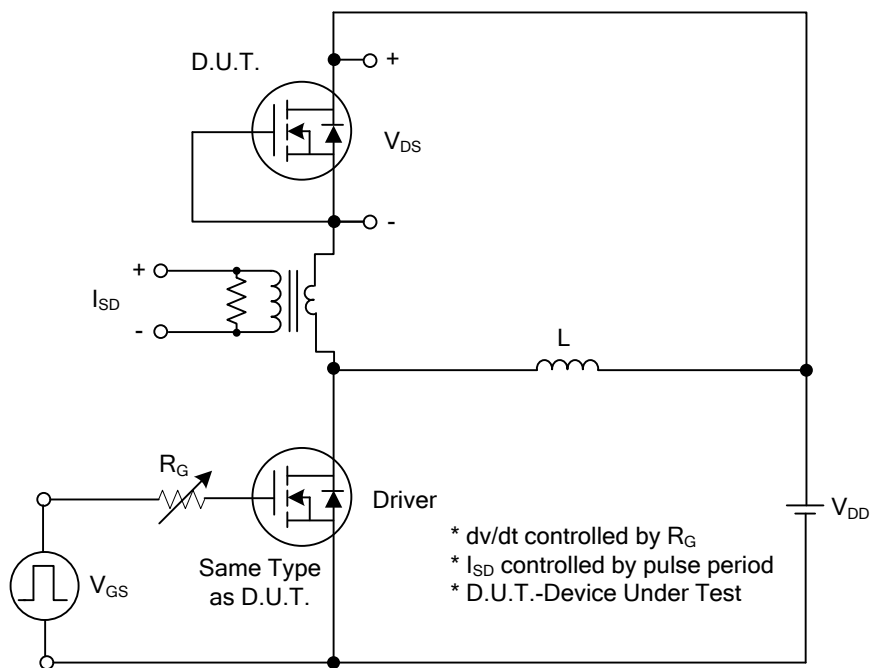 D.U.T.
+
V_DS
-
+
I_SD
-
L
R_G
Driver
V_DD
V_GS
Same Type
as D.U.T.
* dv/dt controlled by R_G
* I_SD controlled by pulse period
* D.U.T.-Device Under Test